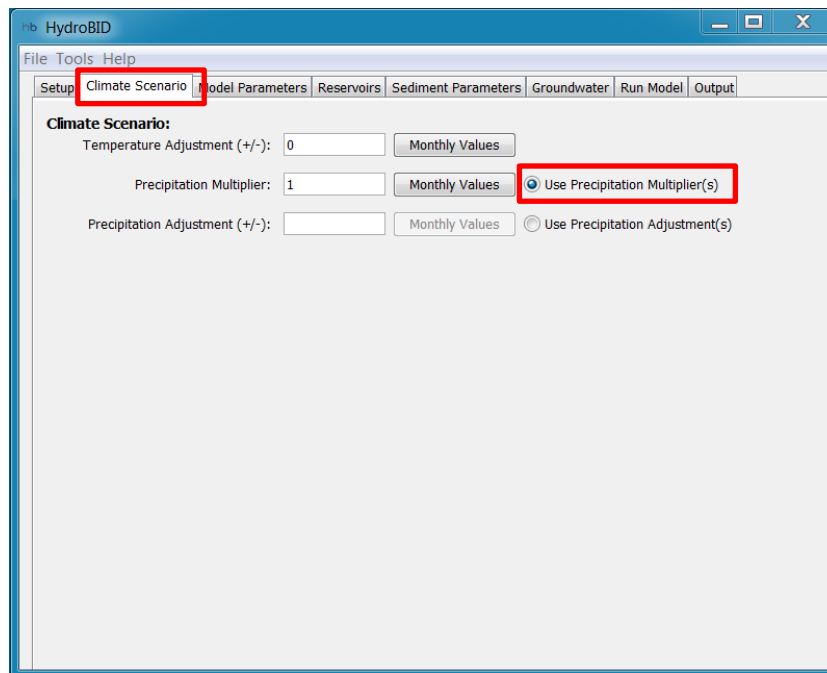 hb HydroBID
File Tools Help
Setup Climate Scenario Model Parameters Reservoirs Sediment Parameters Groundwater Run Model Output
Climate Scenario:
Temperature Adjustment (+/-): 0 Monthly Values
Precipitation Multiplier: 1 Monthly Values Use Precipitation Multiplier(s)
Precipitation Adjustment (+/-): Monthly Values Use Precipitation Adjustment(s)